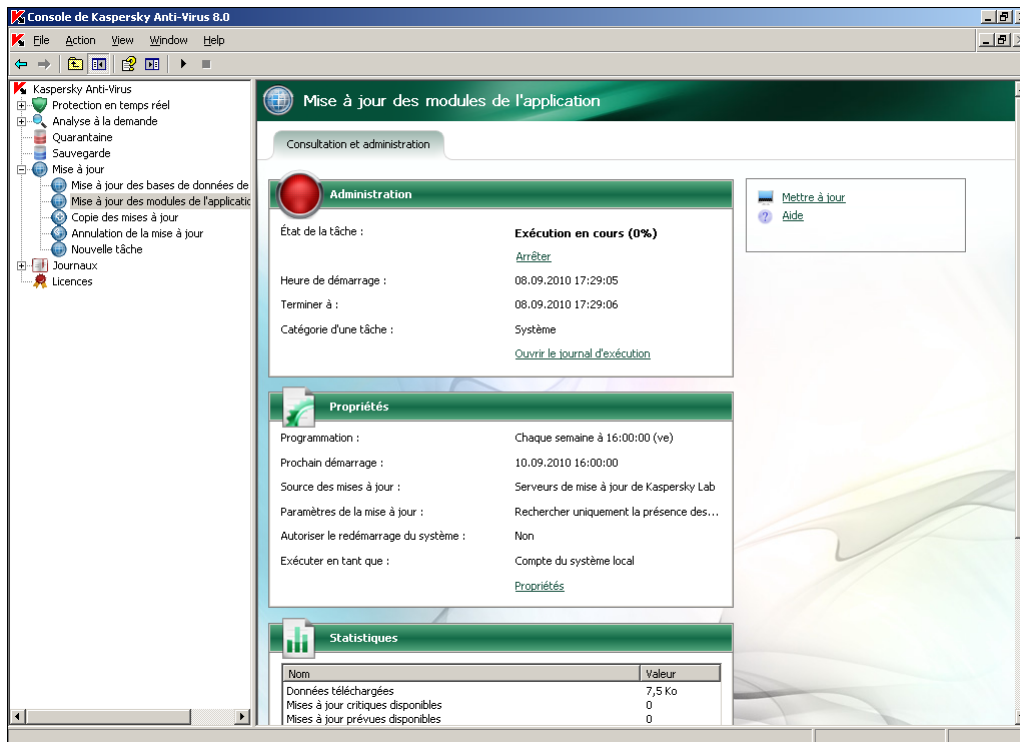 Console de Kaspersky Anti-Virus 8.0
File Action View Window Help
Kaspersky Anti-Virus
Protection en temps réel
Analyse à la demande
Quarantaine
Sauvegarde
Mise à jour
Mise à jour des bases de données de
Mise à jour des modules de l'applicatio
Copie des mises à jour
Annulation de la mise à jour
Nouvelle tâche
Journaux
Licences
Mise à jour des modules de l'application
Consultation et administration
Administration
État de la tâche : Exécution en cours (0%)
Arrêter
Heure de démarrage : 08.09.2010 17:29:05
Terminer à : 08.09.2010 17:29:06
Catégorie d'une tâche : Système
Ouvrir le journal d'exécution
Propriétés
Programmation : Chaque semaine à 16:00:00 (ve)
Prochain démarrage : 10.09.2010 16:00:00
Source des mises à jour : Serveurs de mise à jour de Kaspersky Lab
Paramètres de la mise à jour : Rechercher uniquement la présence des...
Autoriser le redémarrage du système : Non
Exécuter en tant que : Compte du système local
Propriétés
Statistiques
Nom Valeur
Données téléchargées 7,5 Ko
Mises à jour critiques disponibles 0
Mises à jour prévues disponibles 0
Mettre à jour
Aide